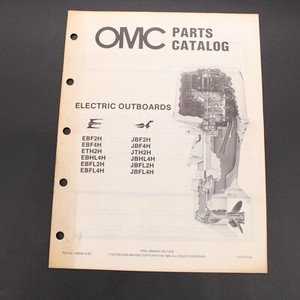 OMC PARTS
CATALOG
ELECTRIC OUTBOARDS
EBF2H JBF2H
EBF4H JBF4H
ETH2H JTH2H
EBHL4H JBHL4H
EBFL2H JBFL2H
EBFL4H JBFL4H